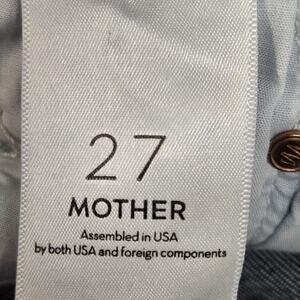 27
MOTHER
Assembled in USA
by both USA and foreign components